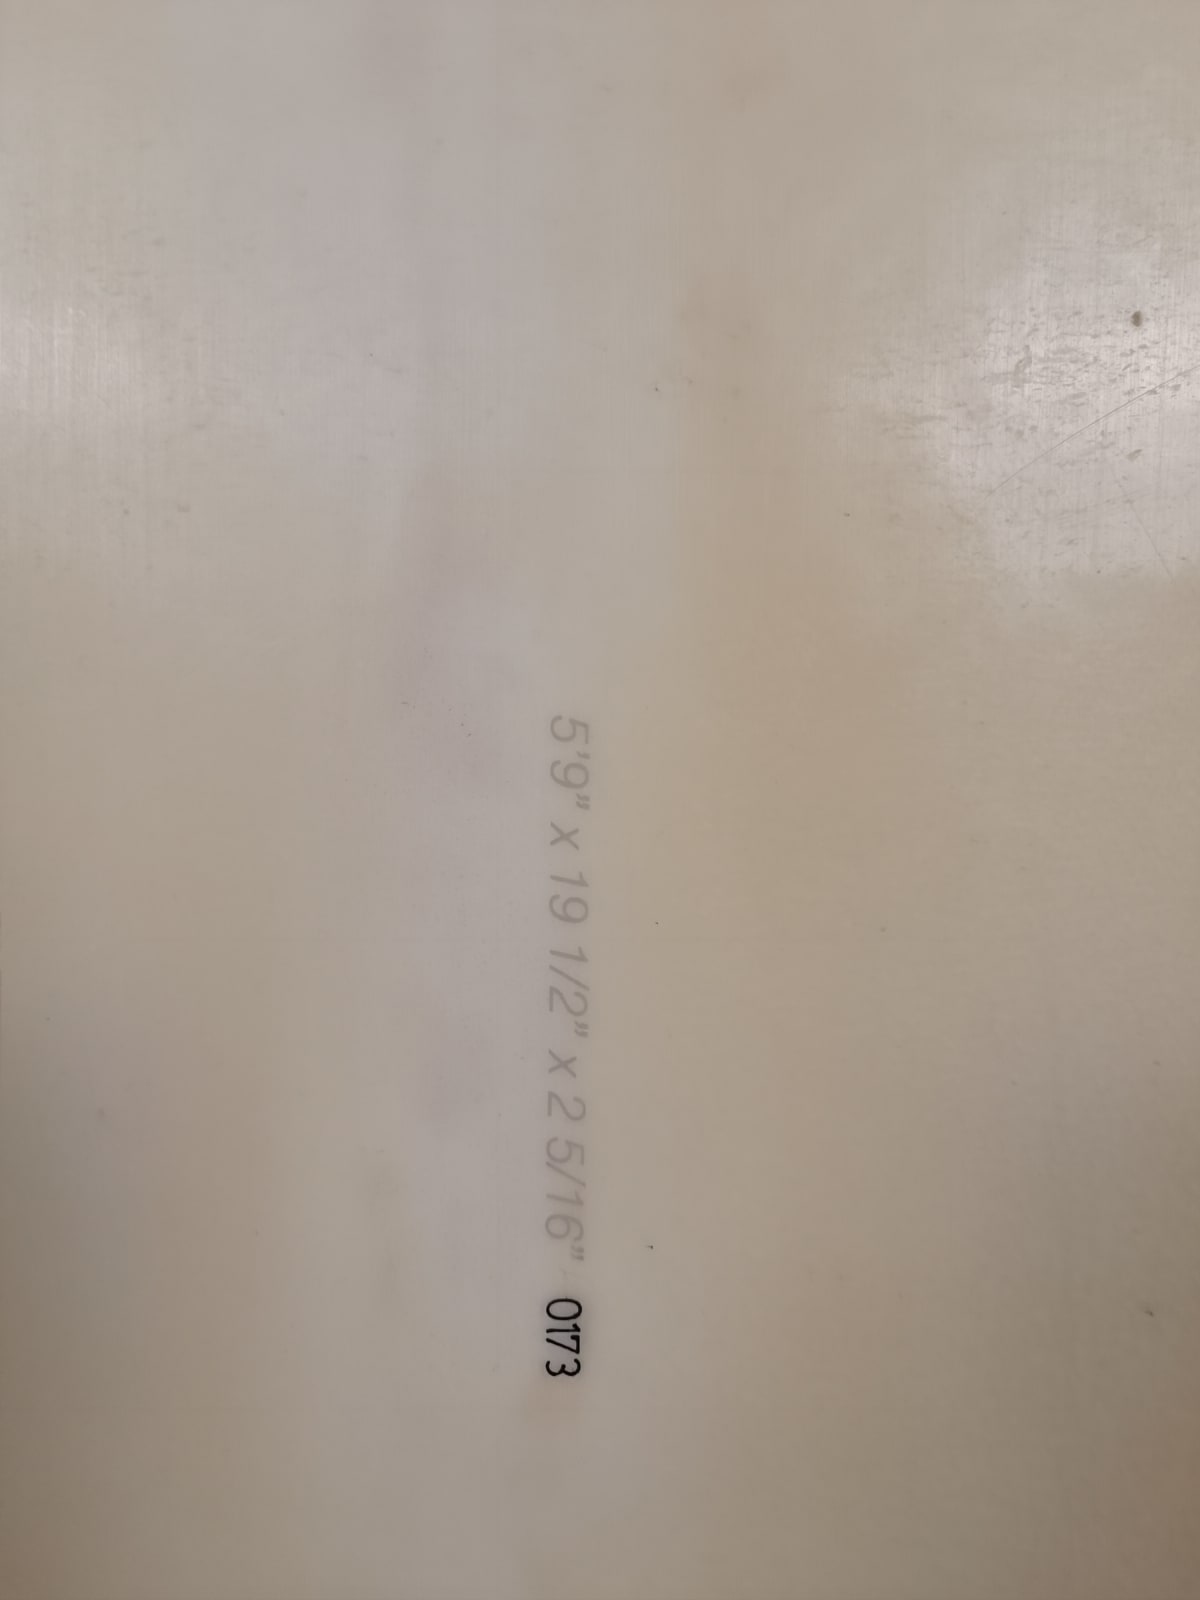 5'9" x 19 1/2" x 2 5/16" 0173